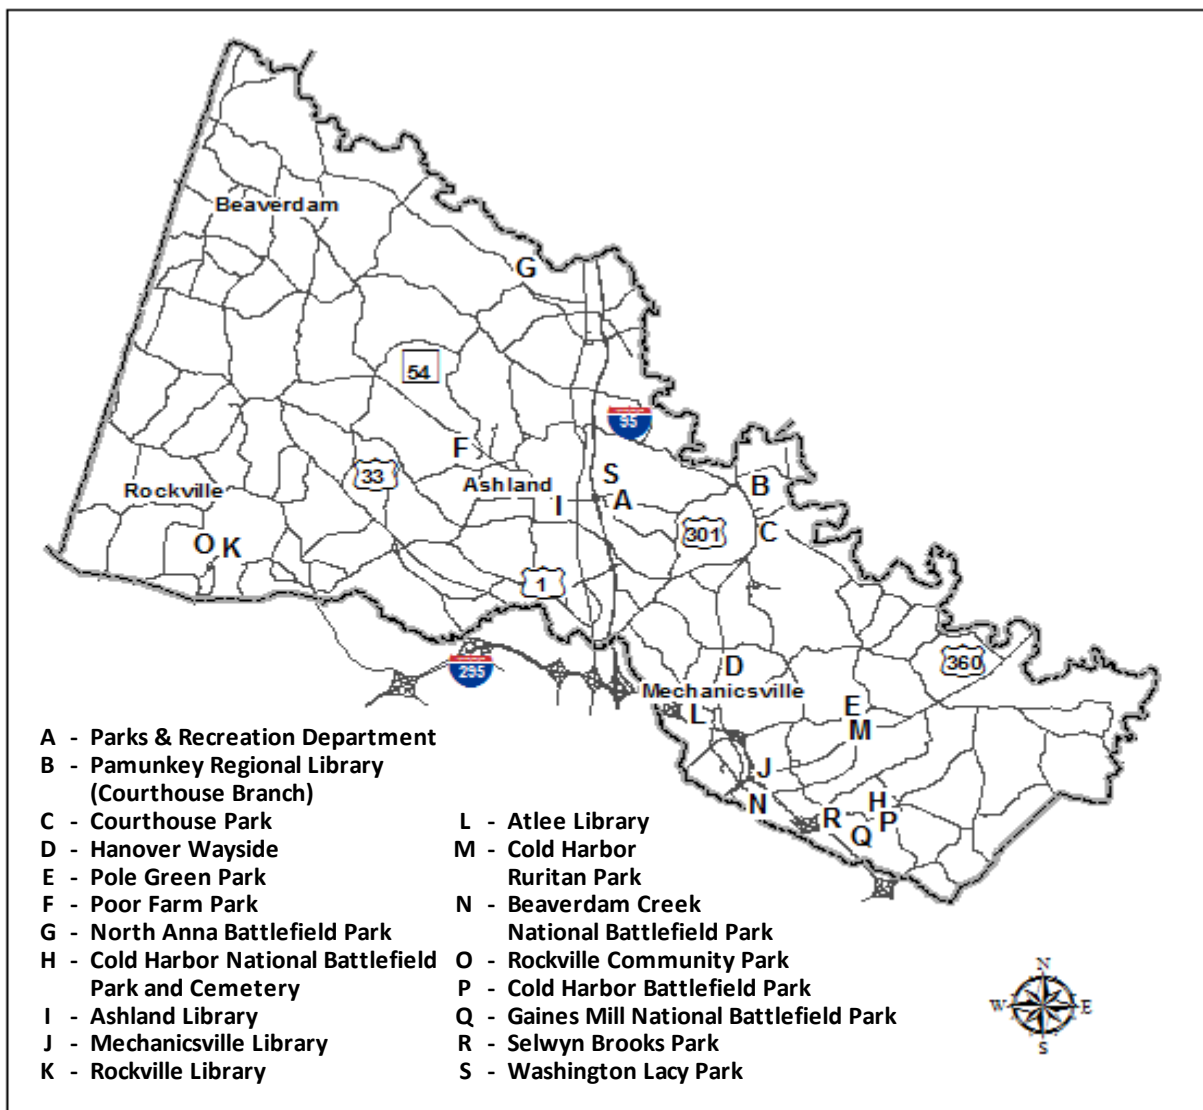 Beaverdam
G
54
95
F
33
S
Ashland
B
Rockville
I
A
301
C
O K
1
D
360
295
Mechanicsville
L
E
M
J
N
H
R
P
Q
A - Parks & Recreation Department
B - Pamunkey Regional Library
(Courthouse Branch)
C - Courthouse Park
D - Hanover Wayside
E - Pole Green Park
F - Poor Farm Park
G - North Anna Battlefield Park
H - Cold Harbor National Battlefield
Park and Cemetery
I - Ashland Library
J - Mechanicsville Library
K - Rockville Library
L - Atlee Library
M - Cold Harbor
Ruritan Park
N - Beaverdam Creek
National Battlefield Park
O - Rockville Community Park
P - Cold Harbor Battlefield Park
Q - Gaines Mill National Battlefield Park
R - Selwyn Brooks Park
S - Washington Lacy Park
N
W E
S